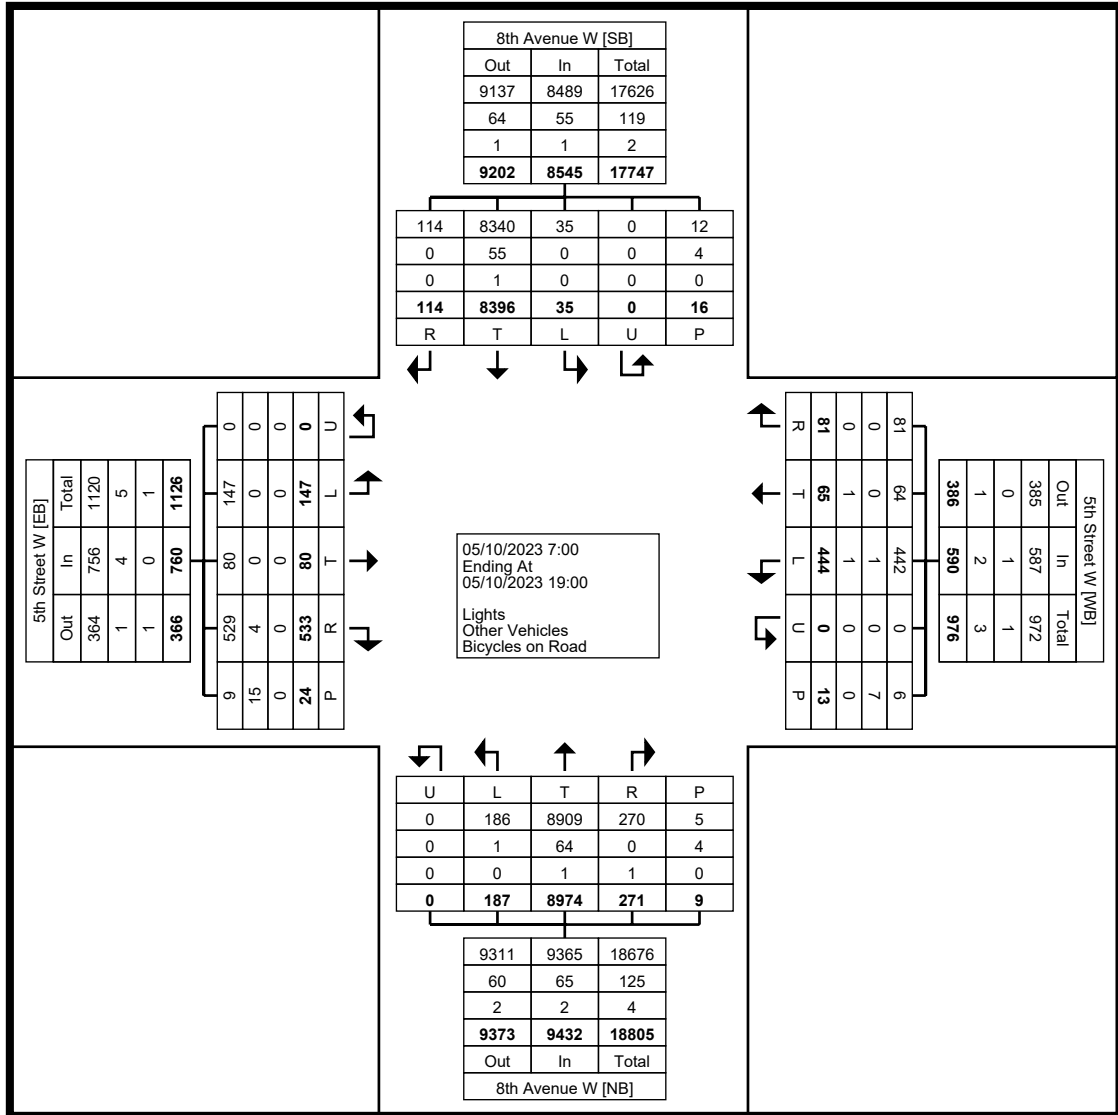 8th Avenue W [SB]
Out In Total
9137 8489 17626
64 55 119
1 1 2
9202 8545 17747
114 8340 35 0 12
0 55 0 0 4
0 1 0 0 0
114 8396 35 0 16
R T L U P
5th Street W [EB]
Total 1120 5 1 1126
In 756 4 0 760
Out 364 1 1 366
0 0 0 0 U
147 0 0 147 L
80 0 0 80 T
529 4 0 533 R
9 15 0 24 P
05/10/2023 7:00
Ending At
05/10/2023 19:00
Lights
Other Vehicles
Bicycles on Road
R 81 0 0 81
T 65 1 0 64
L 444 1 1 442
U 0 0 0 0
P 13 0 7 6
386 1 0 385 Out
590 2 1 587 In
976 3 1 972 Total
5th Street W [WB]
U L T R P
0 186 8909 270 5
0 1 64 0 4
0 0 1 1 0
0 187 8974 271 9
9311 9365 18676
60 65 125
2 2 4
9373 9432 18805
Out In Total
8th Avenue W [NB]